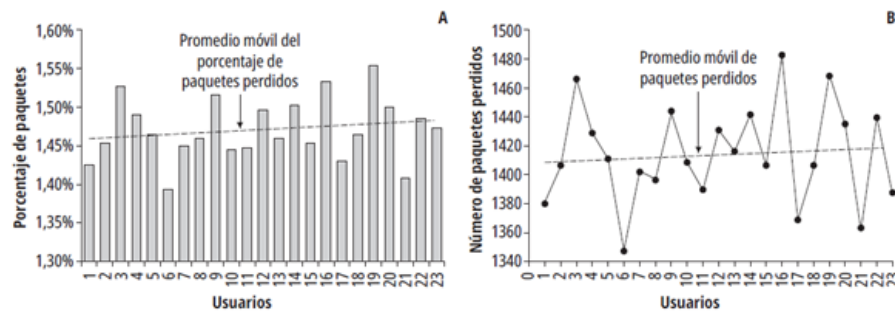 A
Porcentaje de paquetes
1,60%
1,55%
1,50%
1,45%
1,40%
1,35%
1,30%
Promedio móvil del
porcentaje de
paquetes perdidos
1 2 3 4 5 6 7 8 9 10 11 12 13 14 15 16 17 18 19 20 21 22 23
Usuarios
B
Número de paquetes perdidos
1500
1480
1460
1440
1420
1400
1380
1360
1340
Promedio móvil de
paquetes perdidos
0 1 2 3 4 5 6 7 8 9 10 11 12 13 14 15 16 17 18 19 20 21 22 23
Usuarios